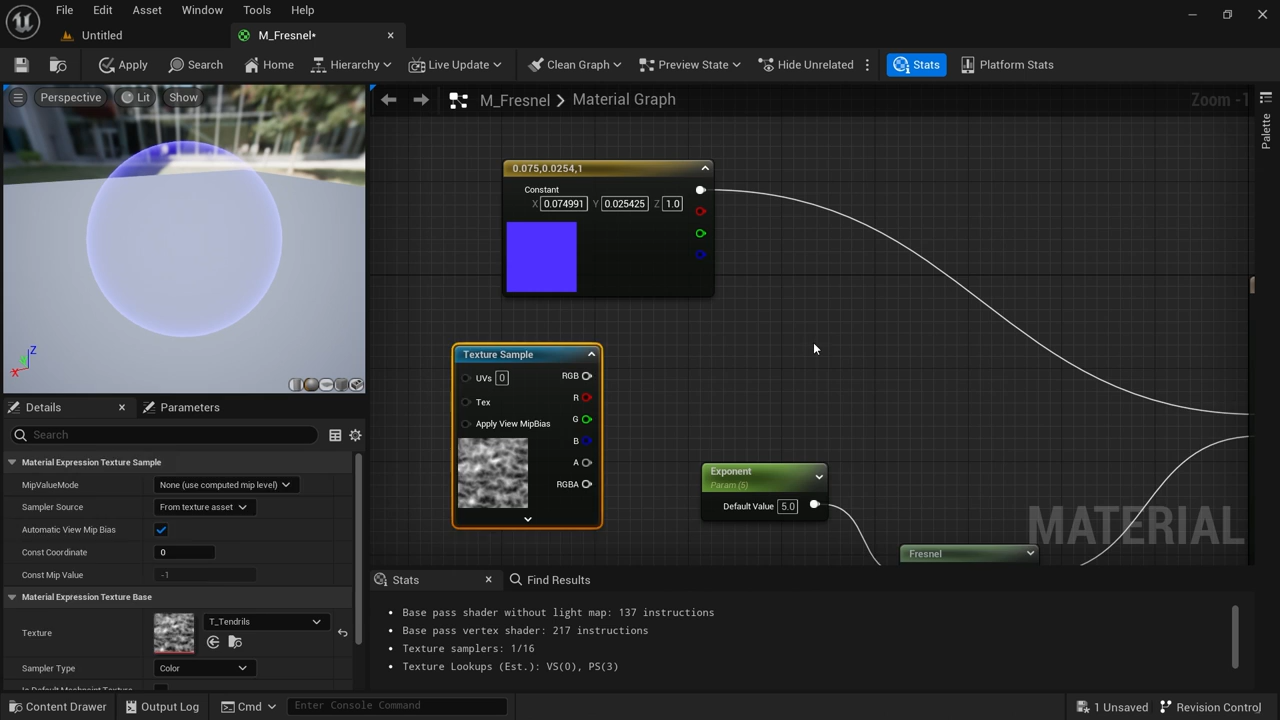 File Edit Asset Window Tools Help
Untitled
M_Fresnel*
Apply Search Home Hierarchy Live Update Clean Graph Preview State Hide Unrelated Stats Platform Stats
Perspective Lit Show
M_Fresnel > Material Graph
Zoom -1
Palette
0.075,0.0254,1
Constant
X 0.074991 Y 0.025425 Z 1.0
Texture Sample
UVs 0 RGB
R
Tex
G
Apply View MipBias
B
A
RGBA
Exponent
Param (5)
Default Value 5.0
Fresnel
MATERIAL
Z
X
Details Parameters
Search
Material Expression Texture Sample
MipValueMode None (use computed mip level)
Sampler Source From texture asset
Automatic View Mip Bias
Const Coordinate 0
Const Mip Value -1
Material Expression Texture Base
Texture T_Tendrils
Sampler Type Color
Is Default Meshpaint Texture
Stats Find Results
• Base pass shader without light map: 137 instructions
• Base pass vertex shader: 217 instructions
• Texture samplers: 1/16
• Texture Lookups (Est.): VS(0), PS(3)
Content Drawer Output Log Cmd Enter Console Command 1 Unsaved Revision Control